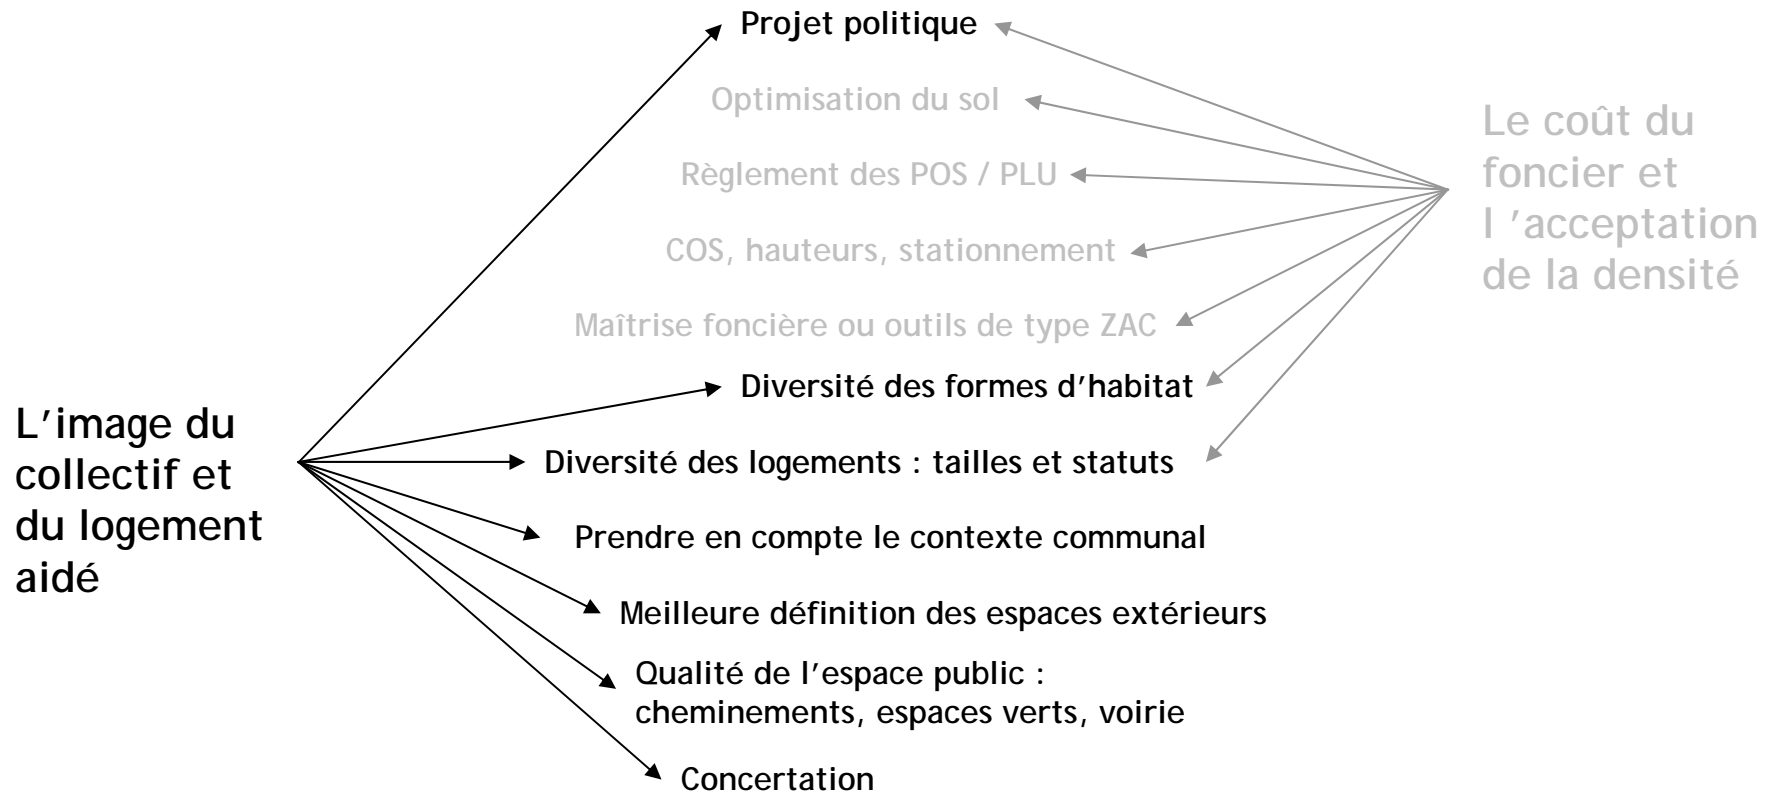 Projet politique
Optimisation du sol
Règlement des POS / PLU
COS, hauteurs, stationnement
Maîtrise foncière ou outils de type ZAC
Le coût du
foncier et
l ’acceptation
de la densité
L’image du
collectif et
du logement
aidé
Diversité des formes d’habitat
Diversité des logements : tailles et statuts
Prendre en compte le contexte communal
Meilleure définition des espaces extérieurs
Qualité de l’espace public :
cheminements, espaces verts, voirie
Concertation